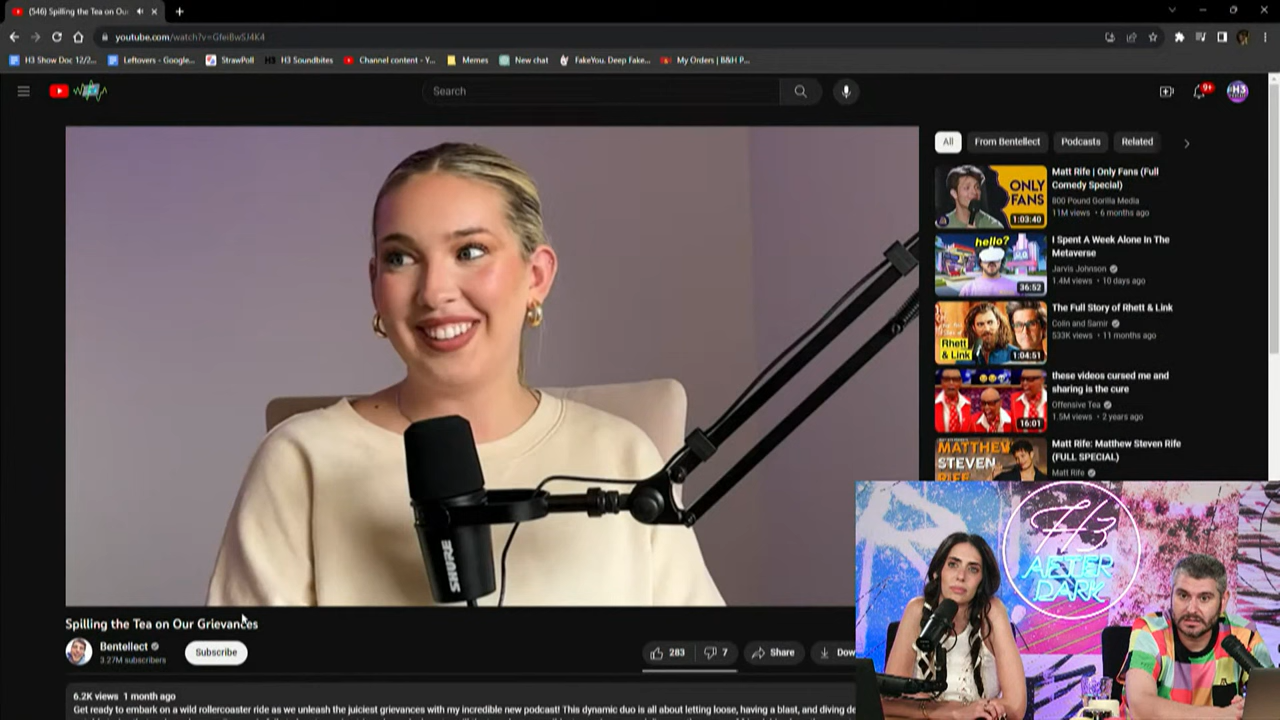 (546) Spilling the Tea on Ou
youtube.com/watch?v=GfeiBwSJ4K4
H3 Show Doc 12/2...
Leftovers - Google...
StrawPoll
H3 Soundbites
Channel content - Y...
Memes
New chat
FakeYou. Deep Fake...
My Orders | B&H P...
Search
9+
H3
All
From Bentellect
Podcasts
Related
ONLY
FANS
1:03:40
Matt Rife | Only Fans (Full
Comedy Special)
800 Pound Gorilla Media
11M views • 6 months ago
hello?
36:52
I Spent A Week Alone In The
Metaverse
Jarvis Johnson
1.4M views • 10 days ago
Rhett
& Link
1:04:51
The Full Story of Rhett & Link
Colin and Samir
533K views • 11 months ago
16:01
these videos cursed me and
sharing is the cure
Offensive Tea
1.5M views • 2 years ago
MATTHEW
STEVEN
RIFE
Matt Rife: Matthew Steven Rife
(FULL SPECIAL)
Matt Rife
SHURE
H3
AFTER
DARK
Spilling the Tea on Our Grievances
Bentellect
3.27M subscribers
Subscribe
283
7
Share
Dow
6.2K views 1 month ago
Get ready to embark on a wild rollercoaster ride as we unleash the juiciest grievances with my incredible new podcast! This dynamic duo is all about letting loose, having a blast, and diving de